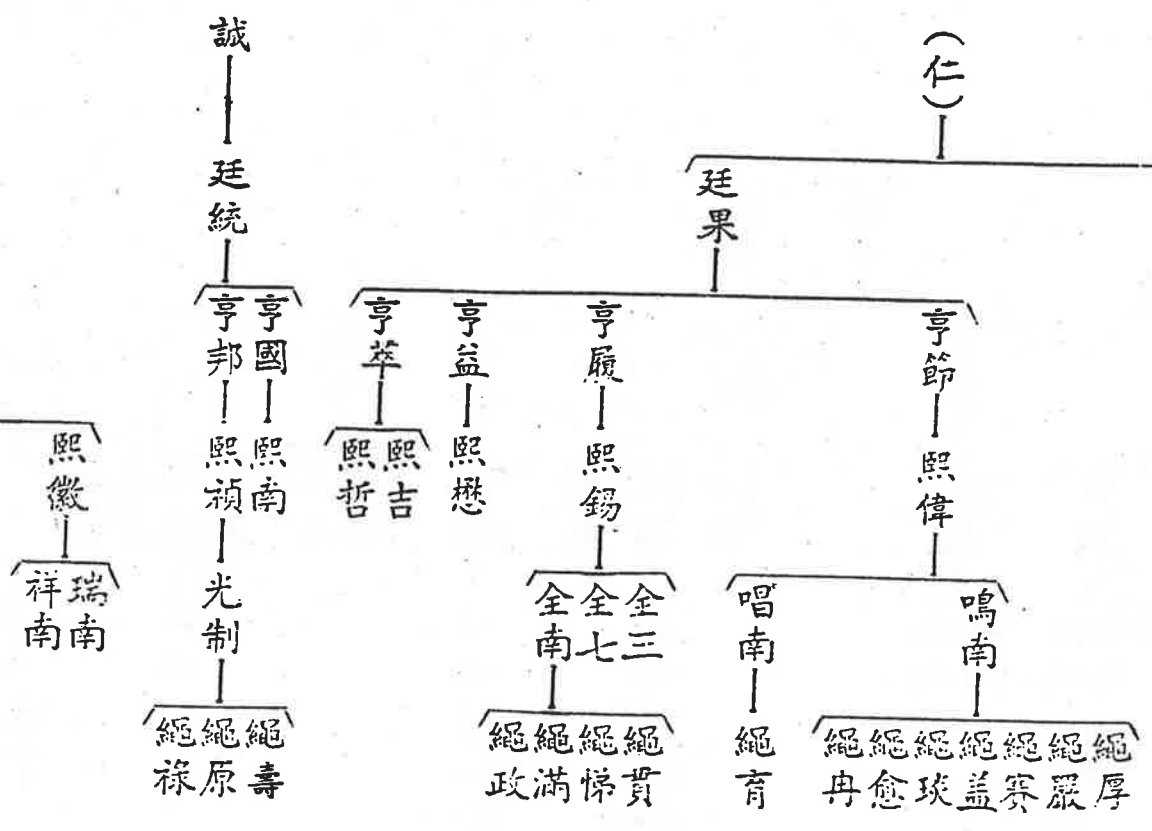 (仁)
廷果
亨節
亨履
亨益
亨萃
熙偉
熙錫
熙懋
熙吉
熙哲
鳴南
唱南
全三
全七
全南
繩厚
繩嚴
繩賽
繩盖
繩琰
繩愈
繩冉
繩育
繩貫
繩悌
繩滿
繩政
誠
廷統
亨國
亨邦
熙南
熙禎
光制
繩壽
繩原
繩祿
熙徽
瑞南
祥南